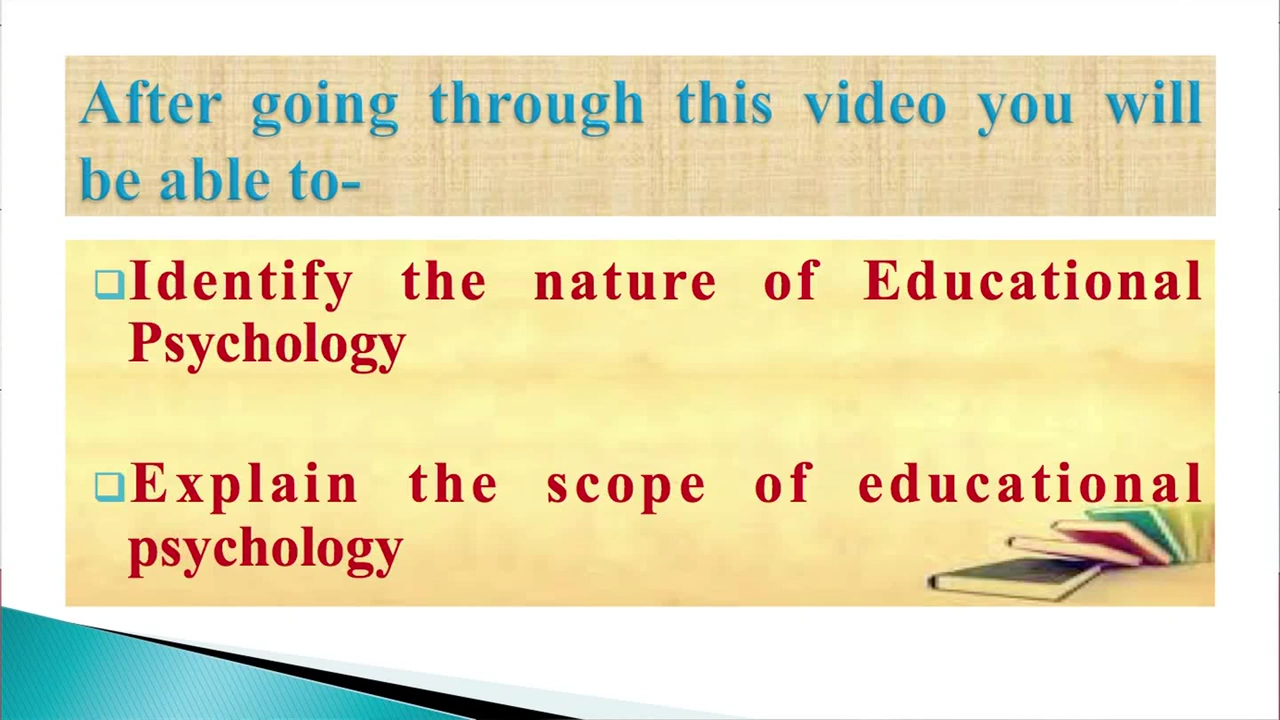 After going through this video you will
be able to-
Identify the nature of Educational
Psychology
Explain the scope of educational
psychology